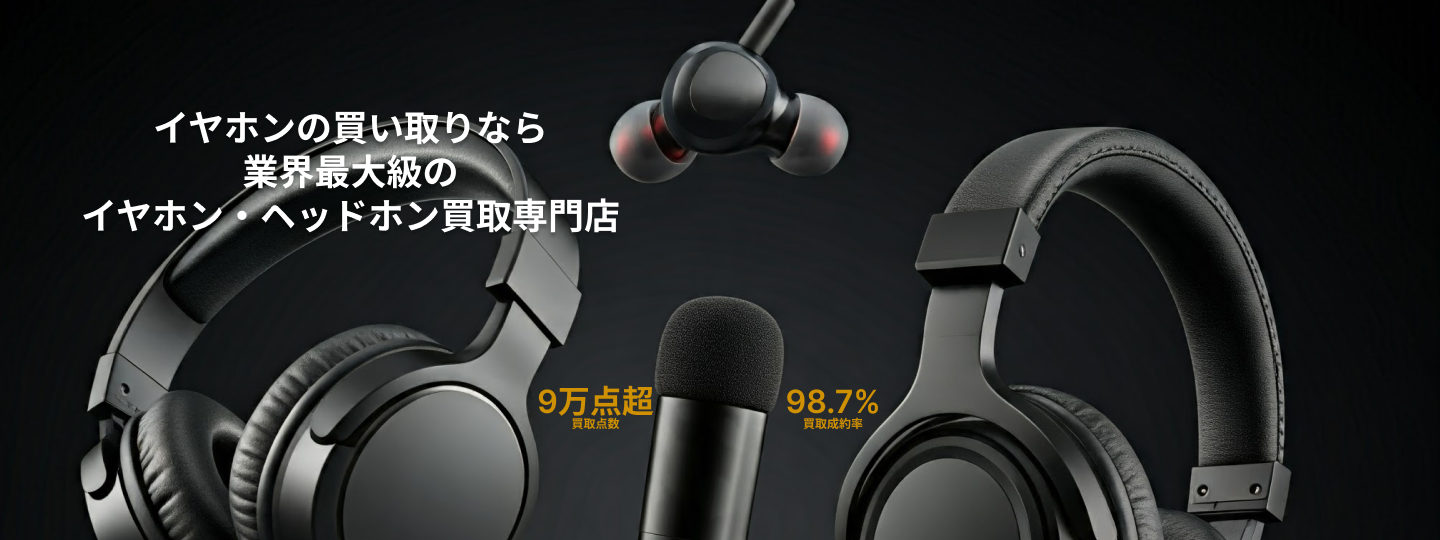 イヤホンの買い取りなら
業界最大級の
イヤホン・ヘッドホン買取専門店
9万点超
買取点数
98.7%
買取成約率